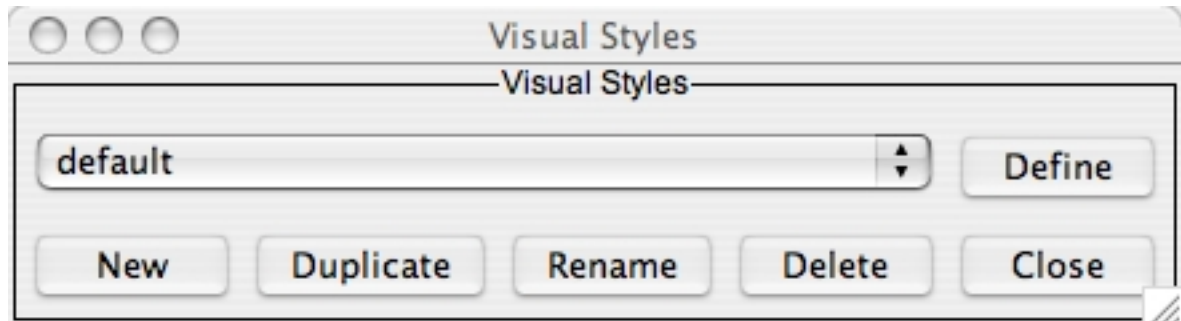 Visual Styles
Visual Styles
default Define
New Duplicate Rename Delete Close